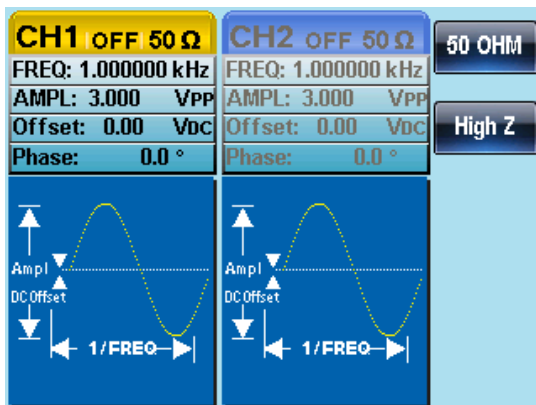 CH1 OFF 50 Ω
FREQ: 1.000000 kHz
AMPL: 3.000 VPP
Offset: 0.00 VDC
Phase: 0.0 °
Ampl
DC Offset
1/FREQ
CH2 OFF 50 Ω
FREQ: 1.000000 kHz
AMPL: 3.000 VPP
Offset: 0.00 VDC
Phase: 0.0 °
Ampl
DC Offset
1/FREQ
50 OHM
High Z